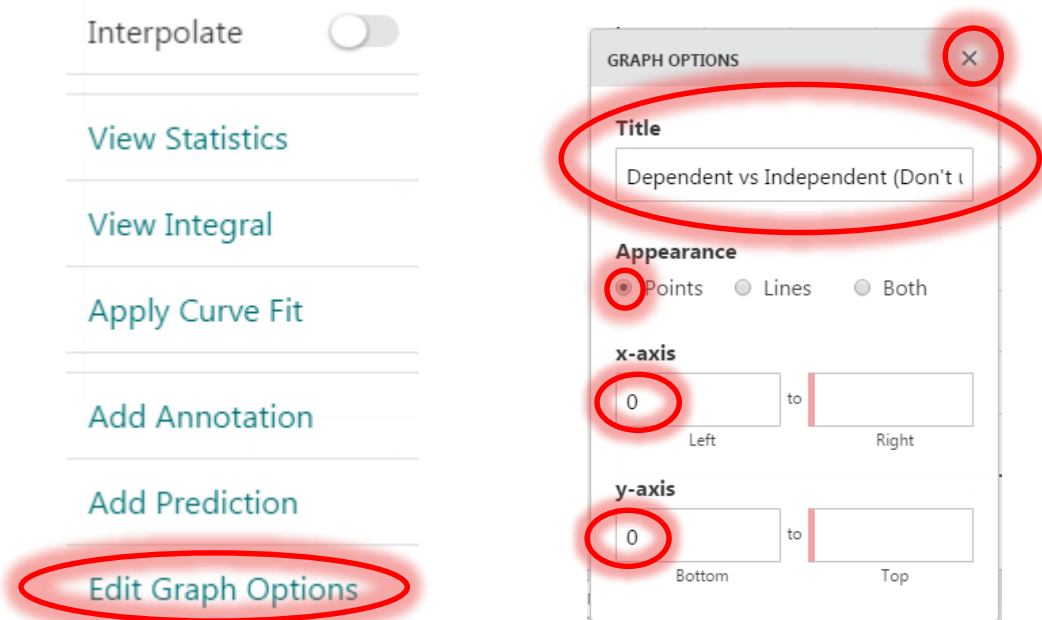 Interpolate
View Statistics
View Integral
Apply Curve Fit
Add Annotation
Add Prediction
Edit Graph Options
GRAPH OPTIONS
Title
Dependent vs Independent (Don't
Appearance
Points Lines Both
x-axis
0 to
Left Right
y-axis
0 to
Bottom Top